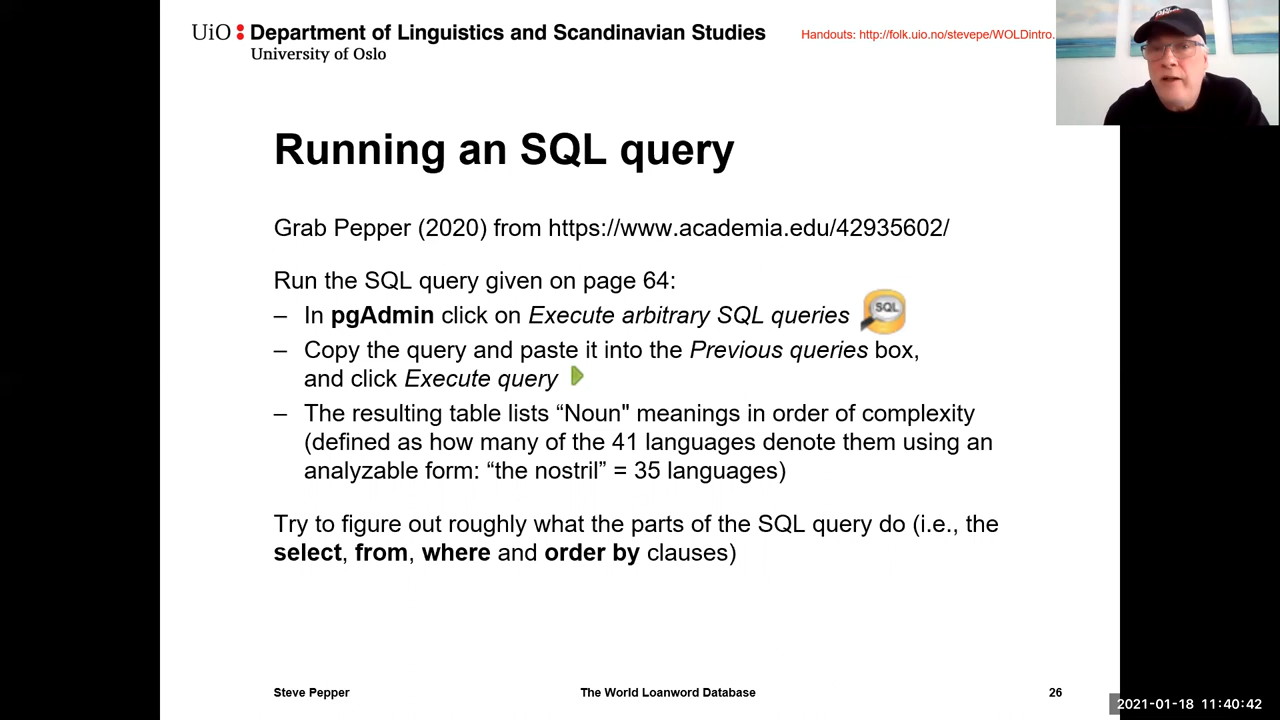 UiO : Department of Linguistics and Scandinavian Studies
University of Oslo
Handouts: http://folk.uio.no/stevepe/WOLDintro.
Running an SQL query
Grab Pepper (2020) from https://www.academia.edu/42935602/
Run the SQL query given on page 64:
– In pgAdmin click on Execute arbitrary SQL queries SQL
– Copy the query and paste it into the Previous queries box,
and click Execute query
– The resulting table lists “Noun" meanings in order of complexity
(defined as how many of the 41 languages denote them using an
analyzable form: “the nostril” = 35 languages)
Try to figure out roughly what the parts of the SQL query do (i.e., the
select, from, where and order by clauses)
Steve Pepper
The World Loanword Database
26
2021-01-18 11:40:42